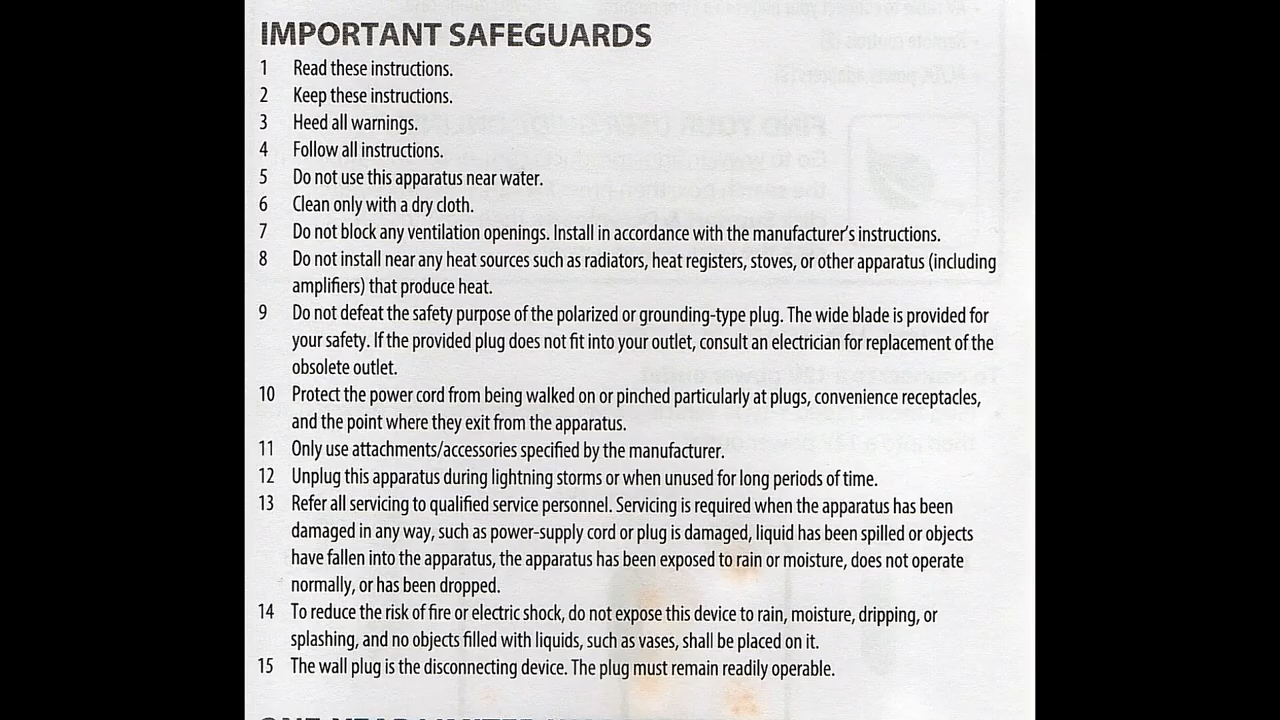 IMPORTANT SAFEGUARDS
1 Read these instructions.
2 Keep these instructions.
3 Heed all warnings.
4 Follow all instructions.
5 Do not use this apparatus near water.
6 Clean only with a dry cloth.
7 Do not block any ventilation openings. Install in accordance with the manufacturer's instructions.
8 Do not install near any heat sources such as radiators, heat registers, stoves, or other apparatus (including
amplifiers) that produce heat.
9 Do not defeat the safety purpose of the polarized or grounding-type plug. The wide blade is provided for
your safety. If the provided plug does not fit into your outlet, consult an electrician for replacement of the
obsolete outlet.
10 Protect the power cord from being walked on or pinched particularly at plugs, convenience receptacles,
and the point where they exit from the apparatus.
11 Only use attachments/accessories specified by the manufacturer.
12 Unplug this apparatus during lightning storms or when unused for long periods of time.
13 Refer all servicing to qualified service personnel. Servicing is required when the apparatus has been
damaged in any way, such as power-supply cord or plug is damaged, liquid has been spilled or objects
have fallen into the apparatus, the apparatus has been exposed to rain or moisture, does not operate
normally, or has been dropped.
14 To reduce the risk of fire or electric shock, do not expose this device to rain, moisture, dripping, or
splashing, and no objects filled with liquids, such as vases, shall be placed on it.
15 The wall plug is the disconnecting device. The plug must remain readily operable.